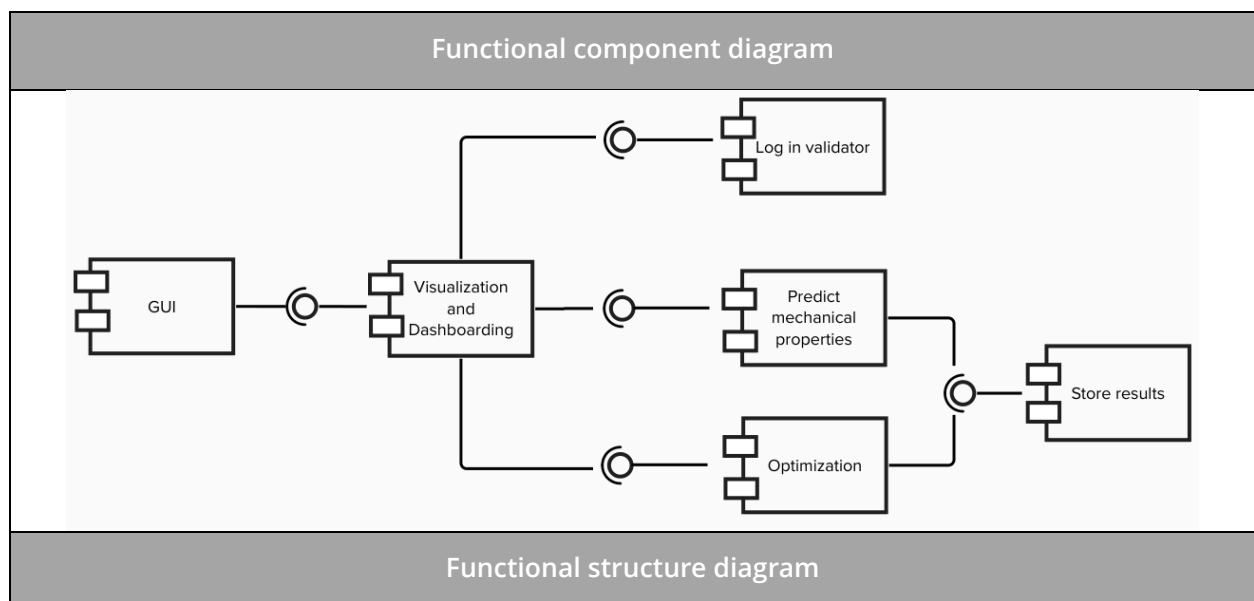 Functional component diagram
Log in validator
GUI
Visualization
and
Dashboarding
Predict
mechanical
properties
Store results
Optimization
Functional structure diagram